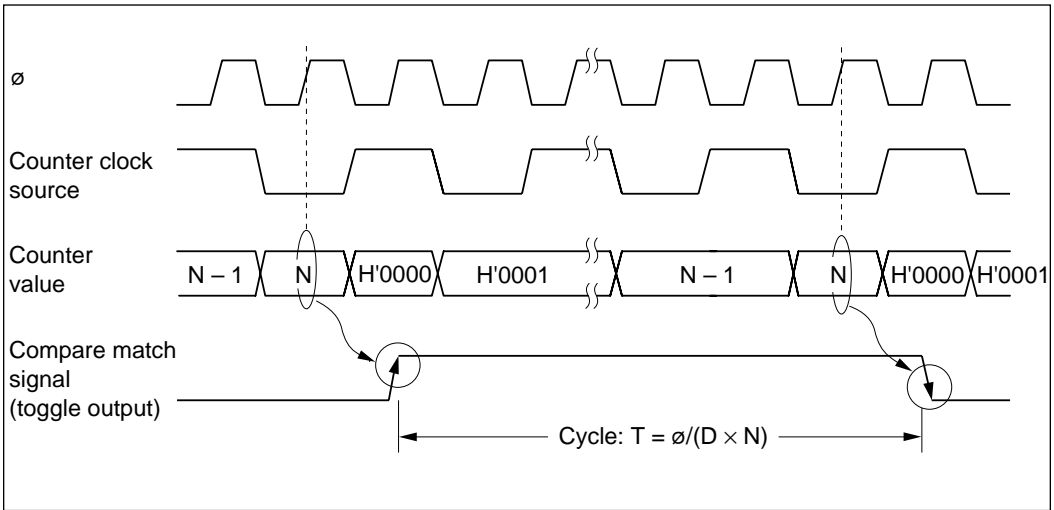 ø
Counter clock
source
Counter
value
N – 1 N H'0000 H'0001 N – 1 N H'0000 H'0001
Compare match
signal
(toggle output)
Cycle: T = ø/(D × N)